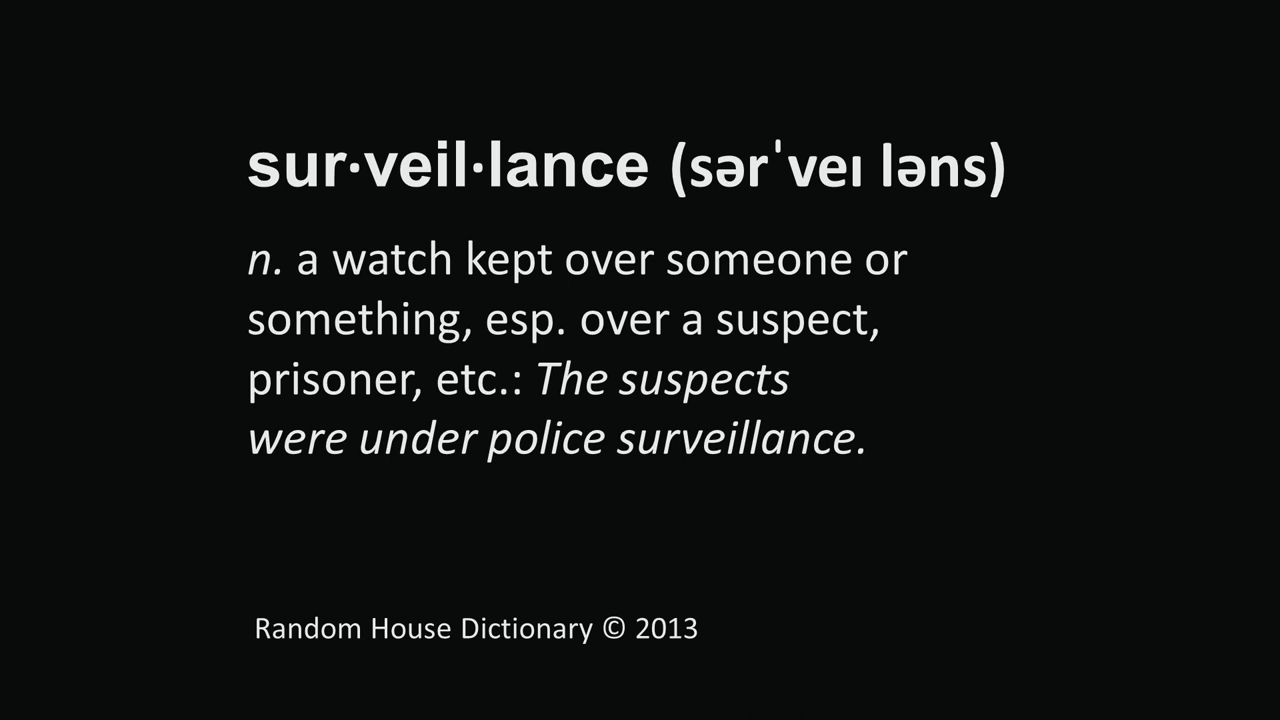 sur·veil·lance (sərˈveɪ ləns)
n. a watch kept over someone or
something, esp. over a suspect,
prisoner, etc.: The suspects
were under police surveillance.
Random House Dictionary © 2013